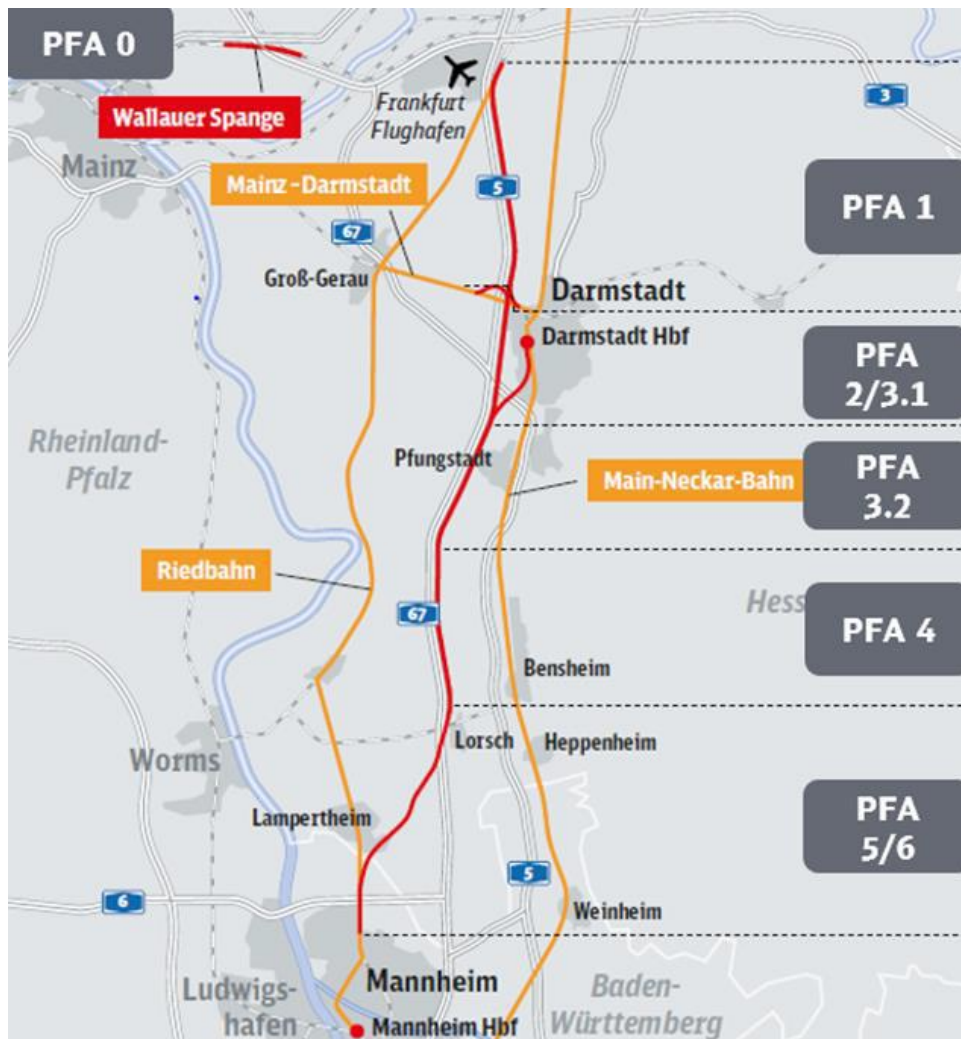 PFA 0
Wallauer Spange
Frankfurt
Flughafen
3
Mainz
Mainz-Darmstadt
5
PFA 1
67
Groß-Gerau
Darmstadt
Darmstadt Hbf
PFA
2/3.1
Rheinland-
Pfalz
Pfungstadt
Main-Neckar-Bahn
PFA
3.2
Riedbahn
67
Hess
PFA 4
Bensheim
Worms
Lorsch
Heppenheim
Lampertheim
PFA
5/6
5
6
Weinheim
Ludwigs-
hafen
Mannheim
Mannheim Hbf
Baden-
Württemberg